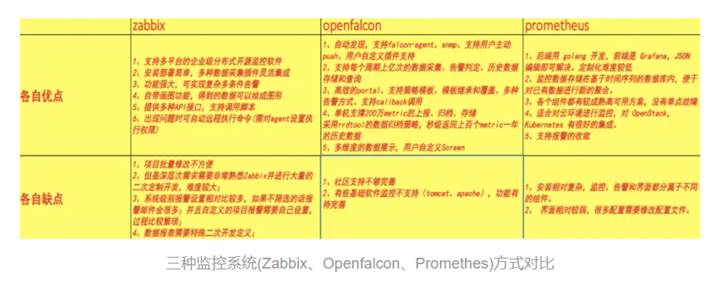 zabbix
openfalcon
prometheus
各自优点
1、支持多平台的企业级分布式开源监控软件
2、安装部署简单，多种数据采集插件灵活集成
3、功能强大，可实现复杂多条件告警
4、自带画图功能，得到的数据可以绘成图形
5、提供多种API接口，支持调用脚本
6、出现问题时可自动远程执行命令(需对agent设置执
行权限)
1、自动发现，支持falcon-agent、snmp、支持用户主动
push、用户自定义插件支持
2、支持每个周期上亿次的数据采集、告警判定、历史数据
存储和查询
3、高效的portal、支持策略模板、模板继承和覆盖、多种
告警方式、支持callback调用
4、单机支撑200万metric的上报、归档、存储
采用rrdtool的数据归档策略，秒级返回上百个metric一年
的历史数据
5、多维度的数据展示，用户自定义Screen
1、后端用 golang 开发，前端是 Grafana, JSON
编辑即可解决。定制化难度较低
2、监控数据存储在基于时间序列的数据库内，便于
对已有数据进行新的聚合。
3、各个组件都有较成熟高可用方案，没有单点故障
4、适合对云环境进行监控，对 OpenStack,
Kubernetes 有很好的集成。
5、支持报警的收敛
各自缺点
1、项目批量修改不方便
2、但是深层次需求需要非常熟悉Zabbix并进行大量的
二次定制开发，难度较大；
3、系统级别报警设置相对比较多，如果不筛选的话报
警邮件会很多；并且自定义的项目报警需要自己设置，
过程比较繁琐；
4、数据报表需要特殊二次开发定义；
1、社区支持不够完善
2、有些基础软件监控不支持（tomcat、apache），功能有
待完善
1、安装相对复杂，监控、告警和界面都分属于不同
的组件。
2、 界面相对较弱，很多配置需要修改配置文件。
三种监控系统(Zabbix、Openfalcon、Promethes)方式对比